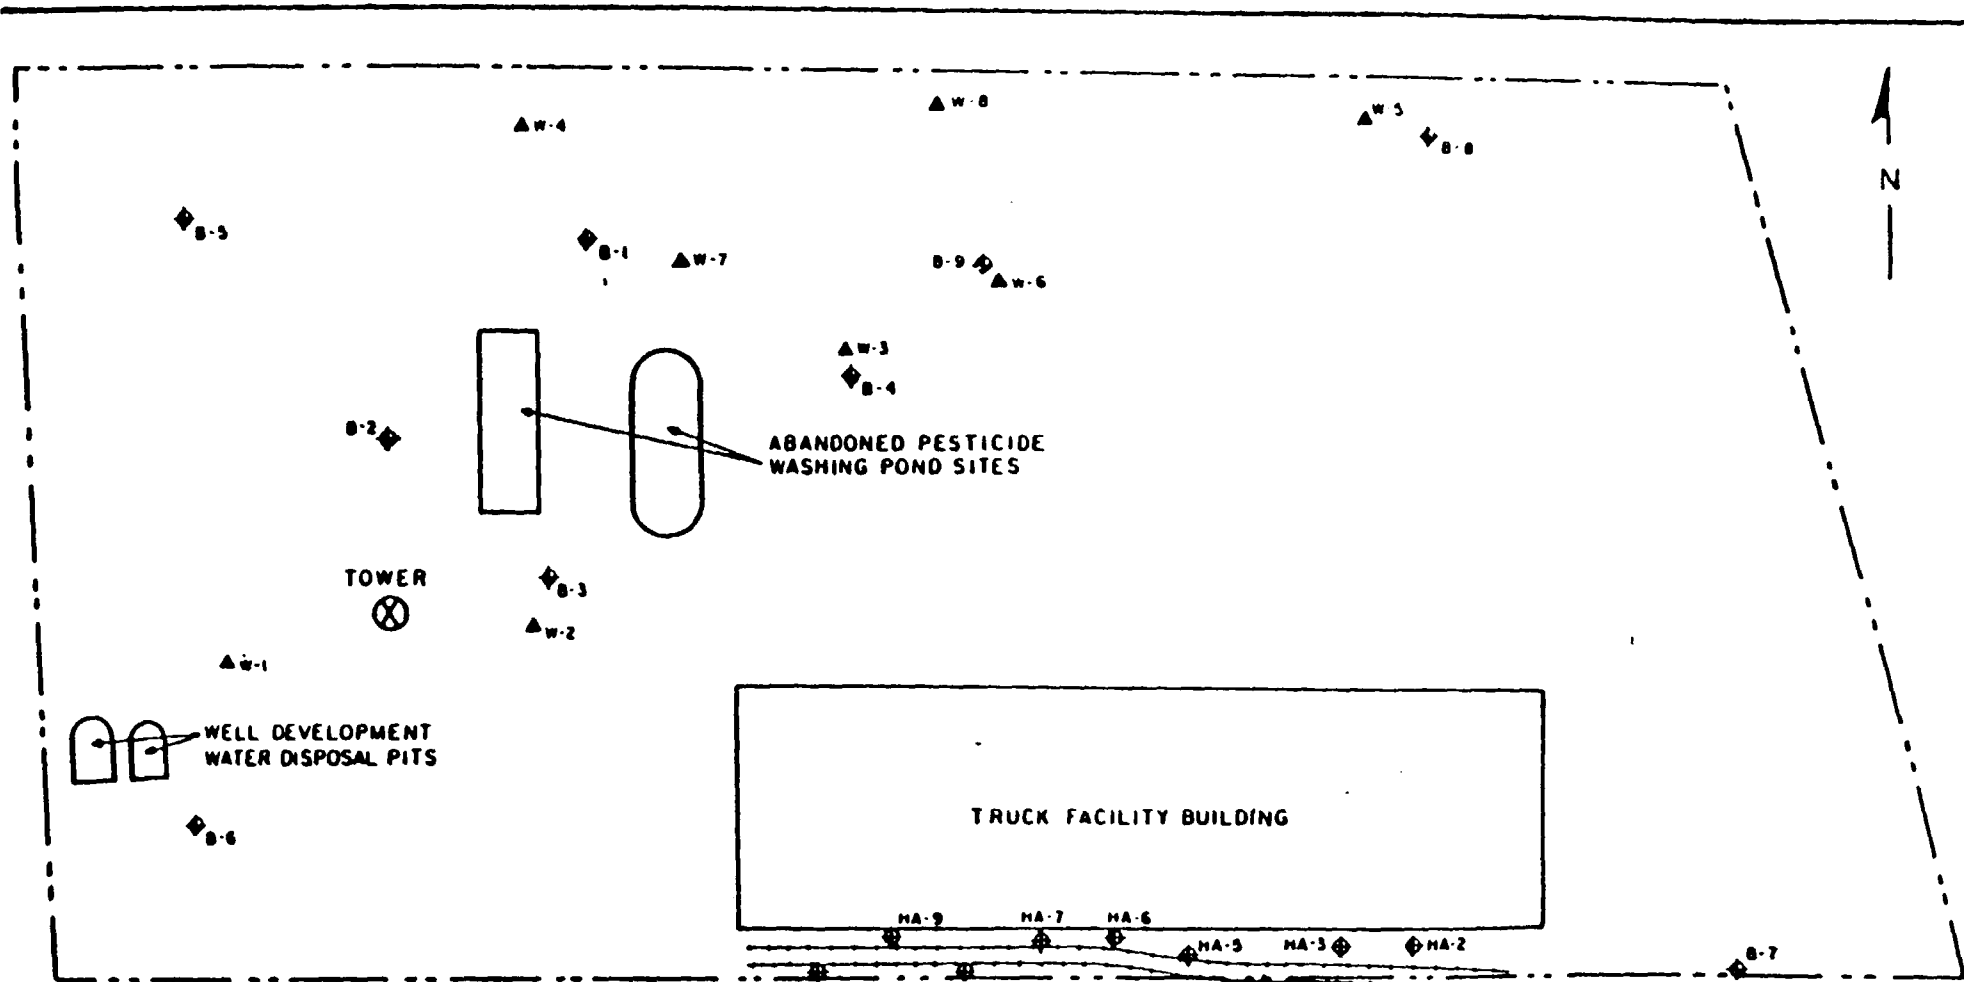 W-8
W-5
W-4
B-8
N
B-5
B-1
W-7
B-9
W-6
W-3
B-4
B-2
ABANDONED PESTICIDE
WASHING POND SITES
TOWER
B-3
W-2
W-1
WELL DEVELOPMENT
WATER DISPOSAL PITS
TRUCK FACILITY BUILDING
B-6
HA-9
HA-7
HA-6
HA-5
HA-3
HA-2
B-7